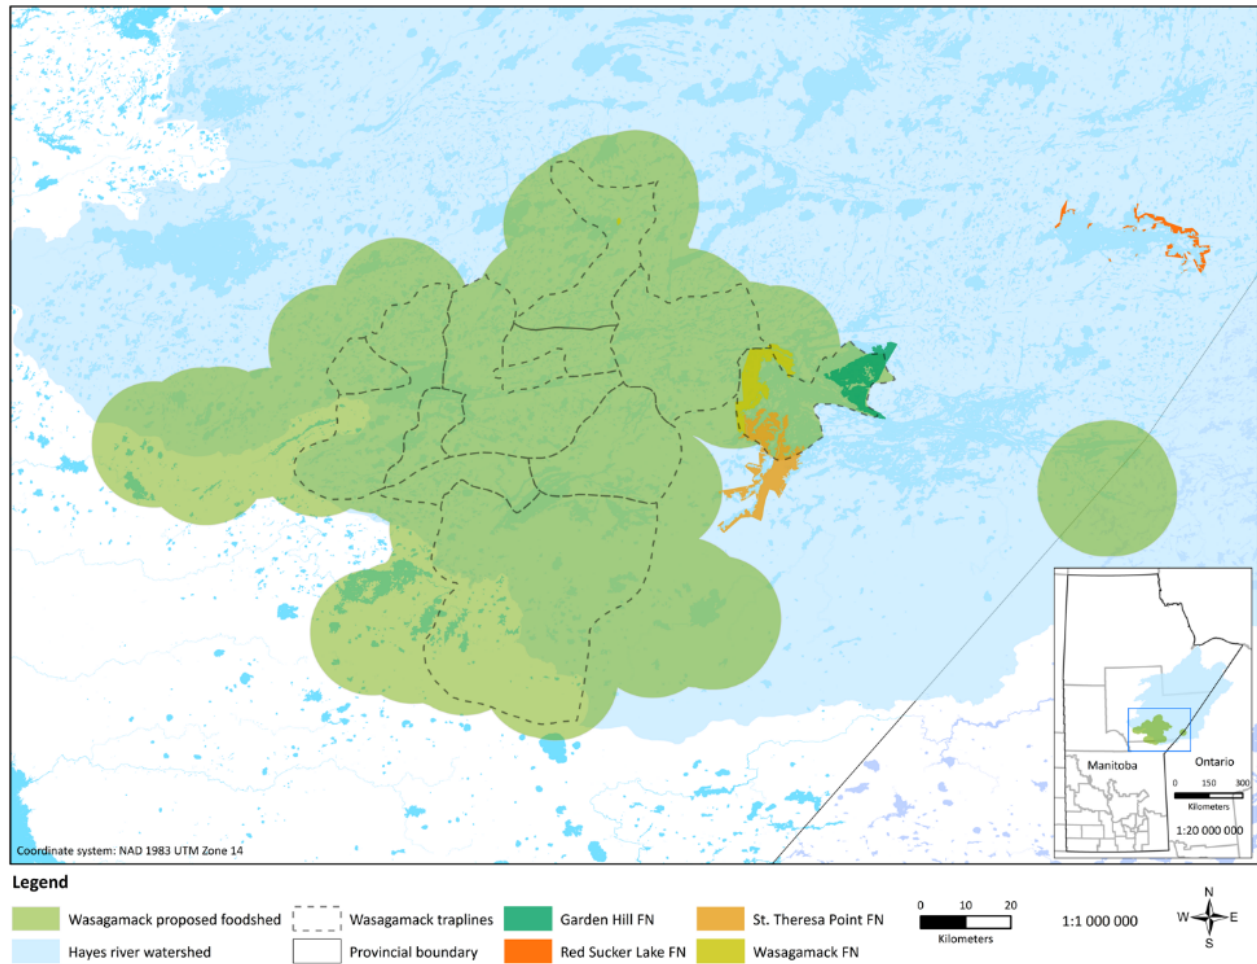 Manitoba
Ontario
0 150 300
Kilometers
1:20 000 000
Coordinate system: NAD 1983 UTM Zone 14
Legend
Wasagamack proposed foodshed
Wasagamack traplines
Garden Hill FN
St. Theresa Point FN
0 10 20
Kilometers
1:1 000 000
N
W E
S
Hayes river watershed
Provincial boundary
Red Sucker Lake FN
Wasagamack FN